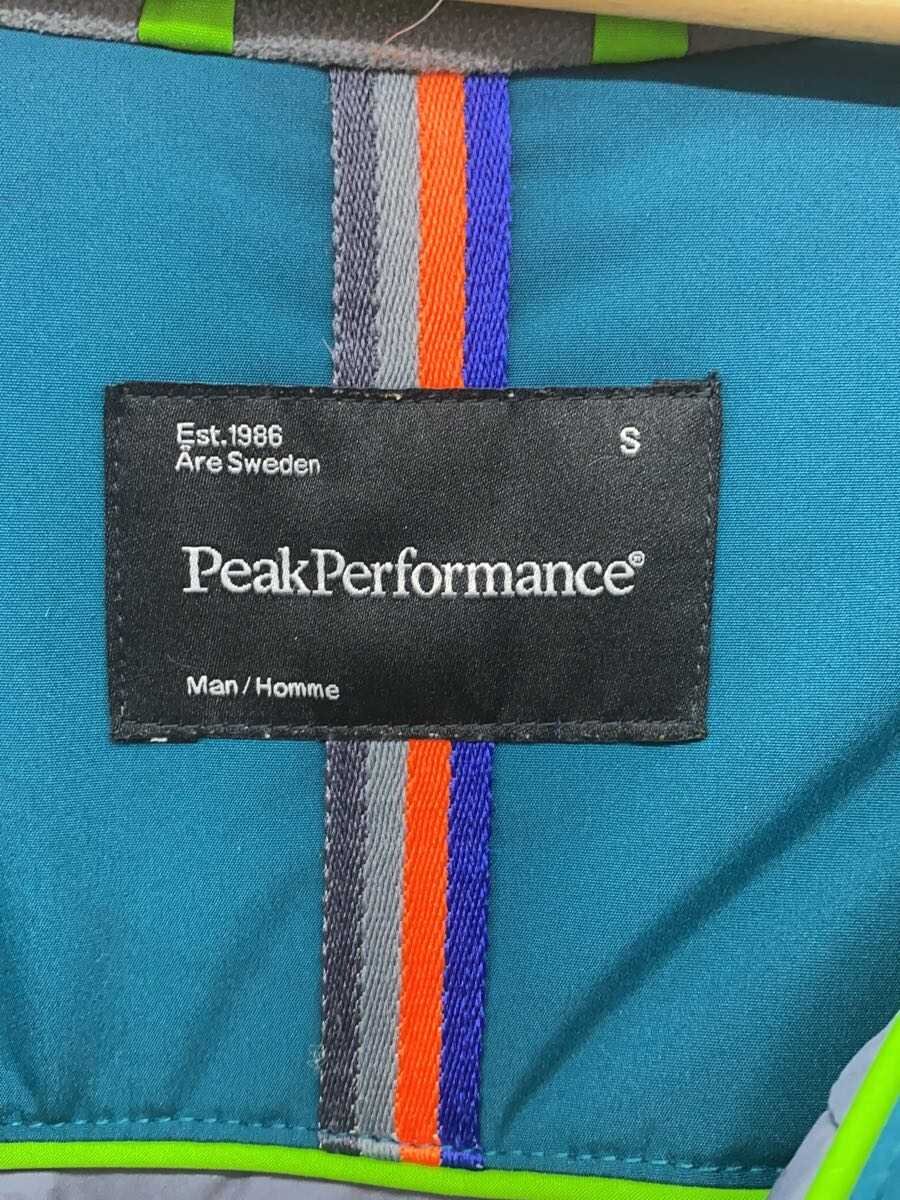 Est.1986
Åre Sweden
S
PeakPerformance®
Man/Homme